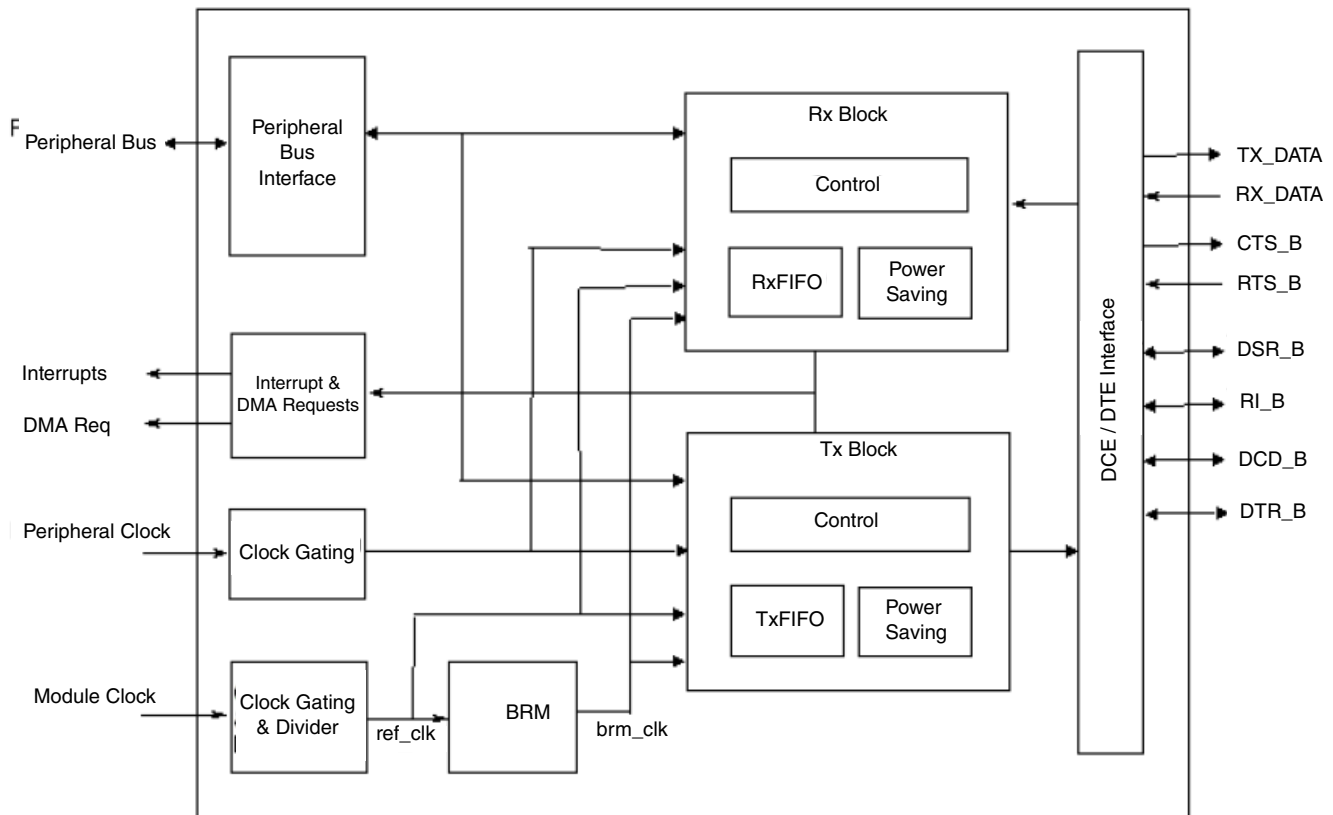 Peripheral Bus
Peripheral
Bus
Interface
Rx Block
Control
RxFIFO
Power
Saving
Interrupts
DMA Req
Interrupt &
DMA Requests
Tx Block
Control
TxFIFO
Power
Saving
Peripheral Clock
Clock Gating
Module Clock
Clock Gating
& Divider
ref_clk
BRM
brm_clk
DCE / DTE Interface
TX_DATA
RX_DATA
CTS_B
RTS_B
DSR_B
RI_B
DCD_B
DTR_B